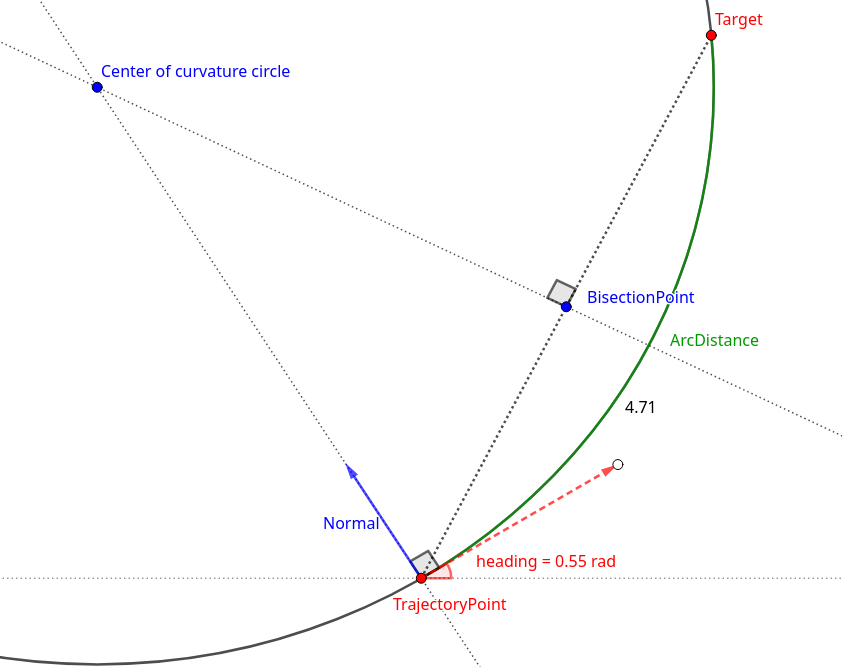 Target
Center of curvature circle
BisectionPoint
ArcDistance
4.71
Normal
heading = 0.55 rad
TrajectoryPoint